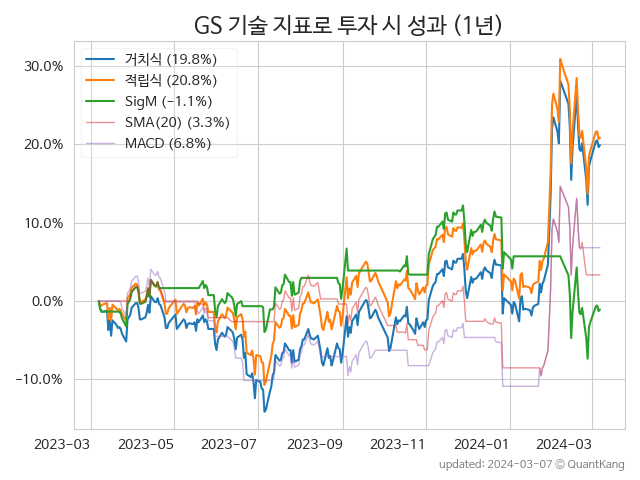 GS 기술 지표로 투자 시 성과 (1년)
거치식 (19.8%)
적립식 (20.8%)
SigM (-1.1%)
SMA(20) (3.3%)
MACD (6.8%)
30.0%
20.0%
10.0%
0.0%
−10.0%
2023-03 2023-05 2023-07 2023-09 2023-11 2024-01 2024-03
updated: 2024-03-07 © QuantKang